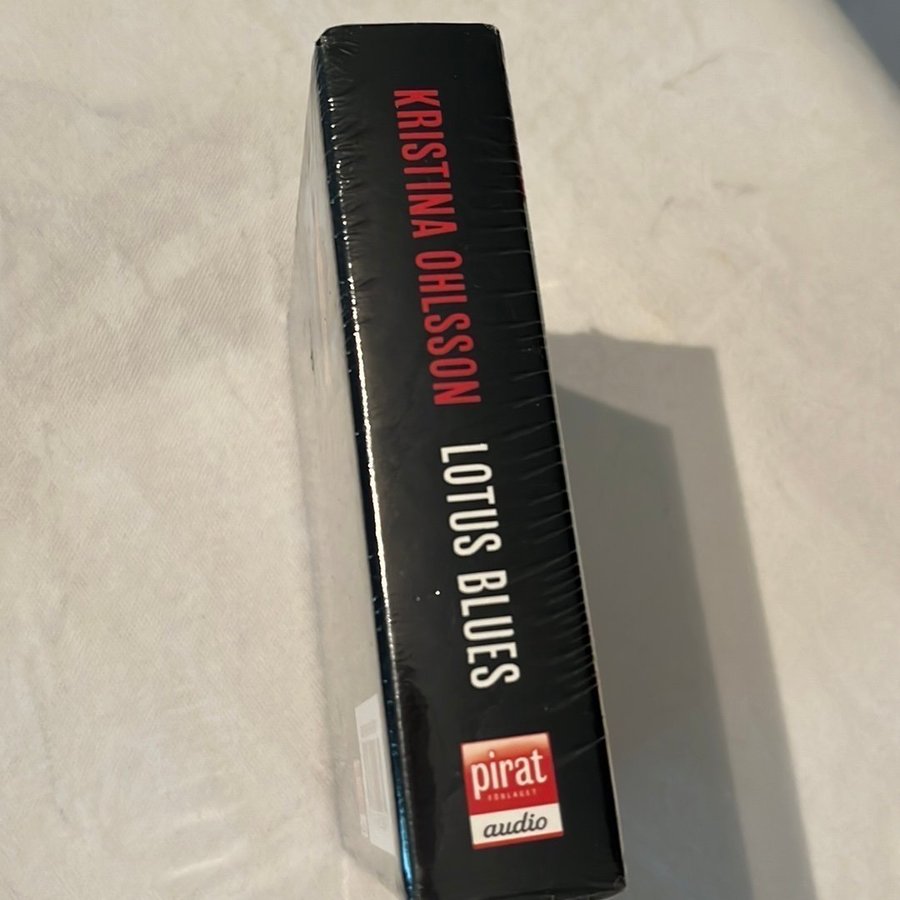 KRISTINA OHLSSON LOTUS BLUES
pirat
FÖRLAGET
audio